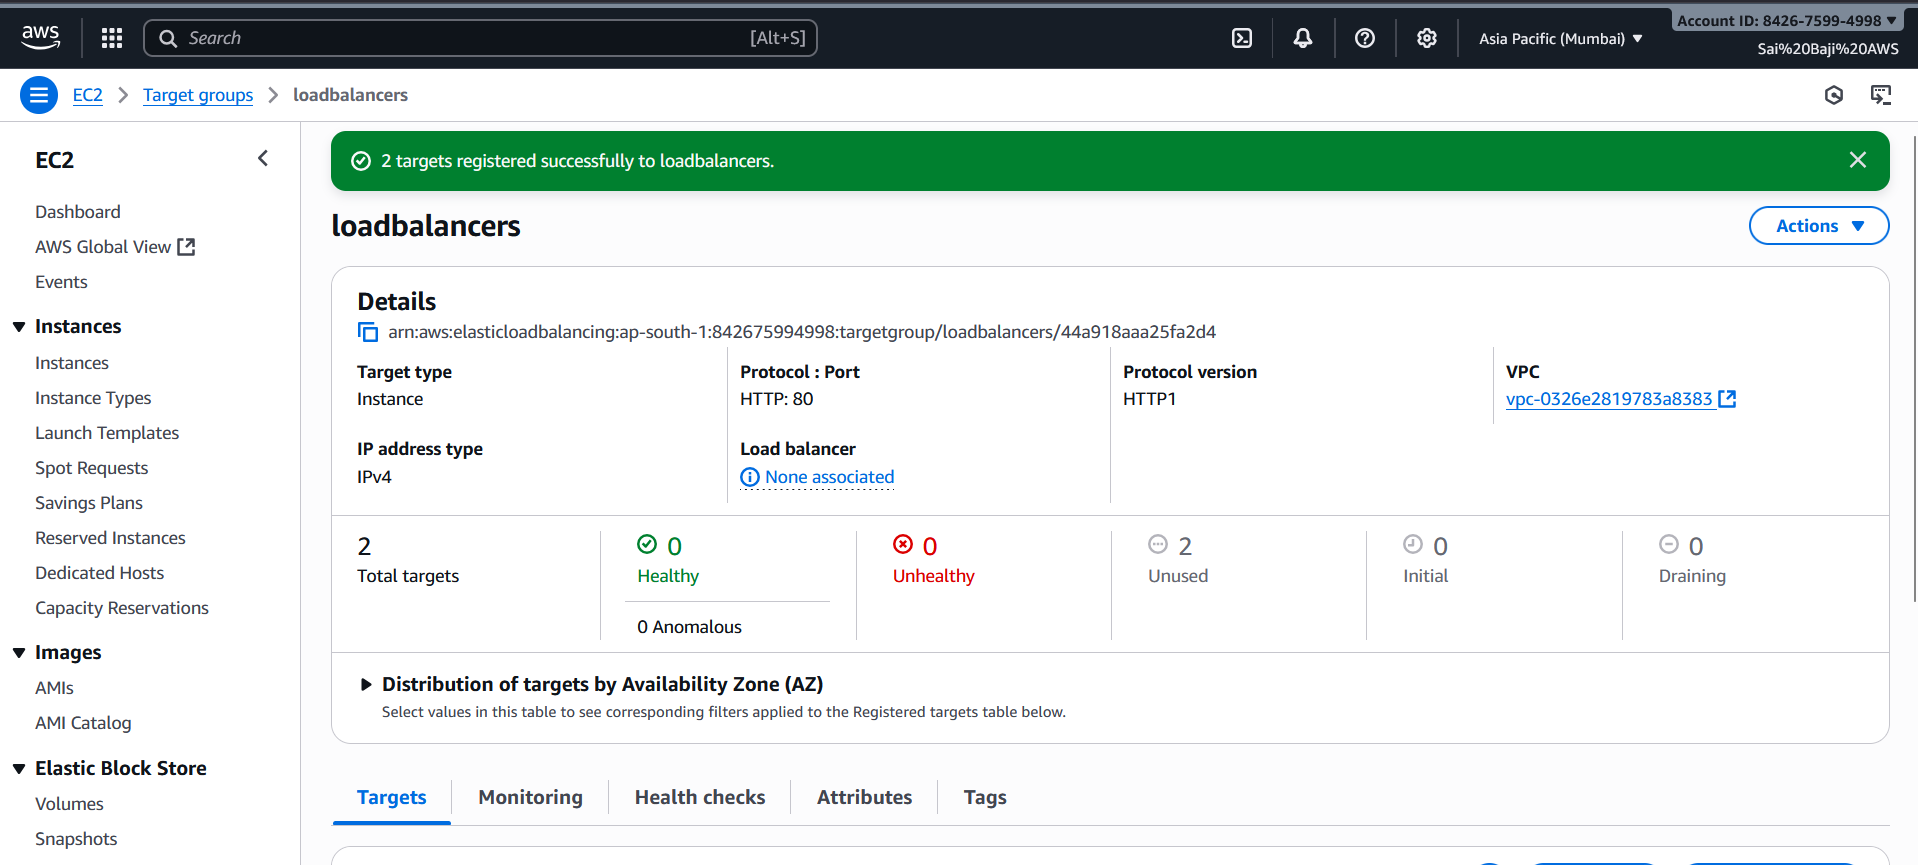 aws
Search
[Alt+S]
Asia Pacific (Mumbai)
Account ID: 8426-7599-4998
Sai%20Baji%20AWS
EC2
Target groups
loadbalancers
EC2
Dashboard
AWS Global View
Events
Instances
Instances
Instance Types
Launch Templates
Spot Requests
Savings Plans
Reserved Instances
Dedicated Hosts
Capacity Reservations
Images
AMIs
AMI Catalog
Elastic Block Store
Volumes
Snapshots
2 targets registered successfully to loadbalancers.
loadbalancers
Actions
Details
arn:aws:elasticloadbalancing:ap-south-1:842675994998:targetgroup/loadbalancers/44a918aaa25fa2d4
Target type
Instance
Protocol : Port
HTTP: 80
Protocol version
HTTP1
VPC
vpc-0326e2819783a8383
IP address type
IPv4
Load balancer
None associated
2
Total targets
0
Healthy
0 Anomalous
0
Unhealthy
2
Unused
0
Initial
0
Draining
Distribution of targets by Availability Zone (AZ)
Select values in this table to see corresponding filters applied to the Registered targets table below.
Targets
Monitoring
Health checks
Attributes
Tags